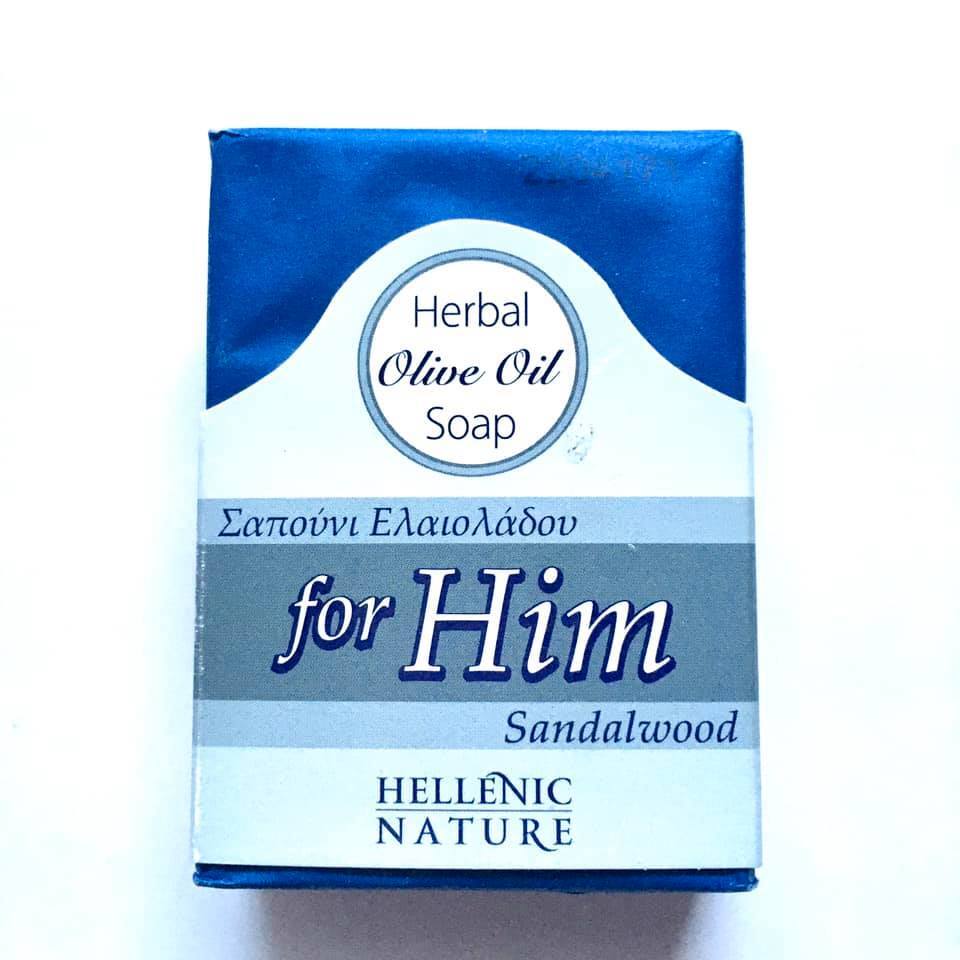 Herbal
Olive Oil
Soap
Σαπούνι Ελαιολάδου
for Him
Sandalwood
HELLENIC
NATURE